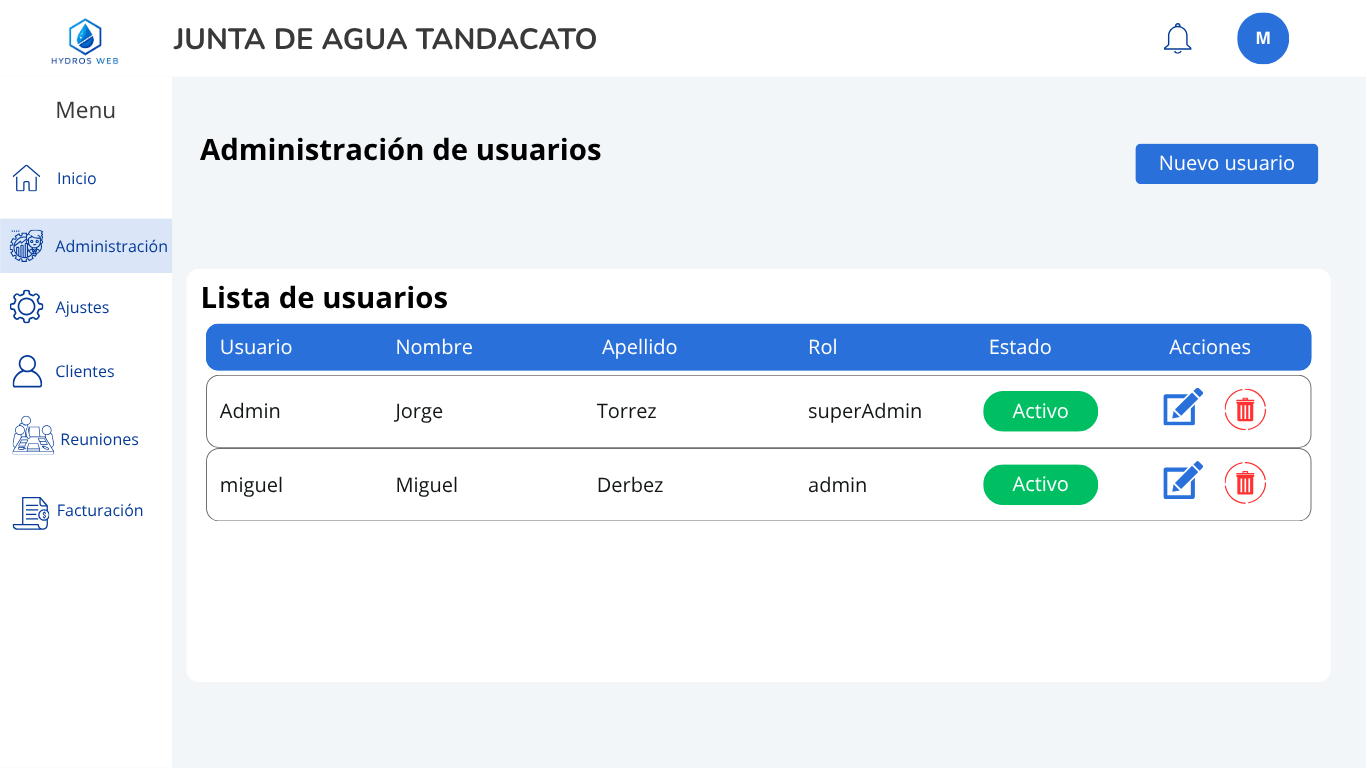 HYDROS WEB
JUNTA DE AGUA TANDACATO
M
Menu
Inicio
Administración
Ajustes
Clientes
Reuniones
Facturación
Administración de usuarios
Nuevo usuario
Lista de usuarios
Usuario Nombre Apellido Rol Estado Acciones
Admin Jorge Torrez superAdmin Activo
miguel Miguel Derbez admin Activo